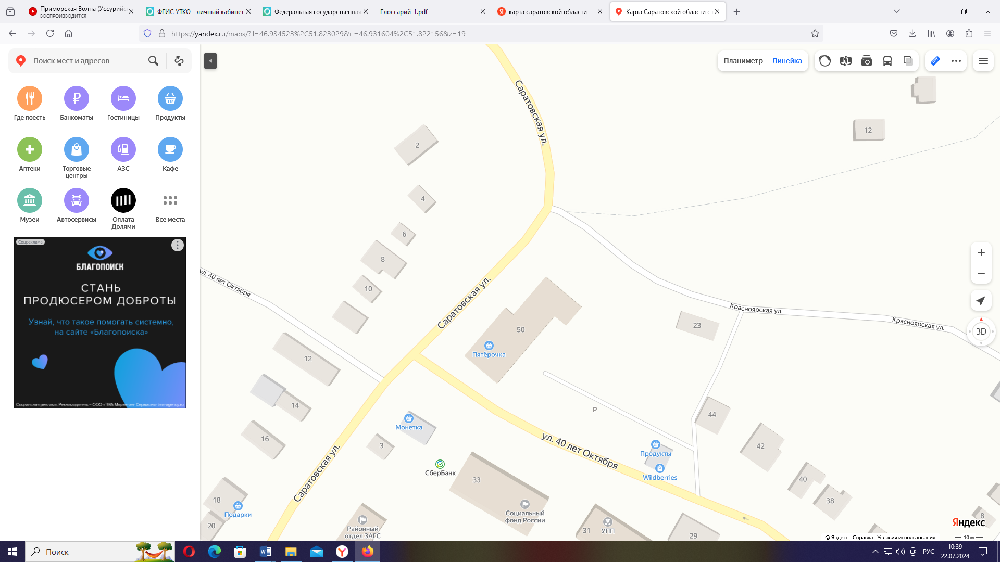 Приморская Волна (Уссурийс
ВОСПРОИЗВОДИТСЯ
ФГИС УТКО - личный кабинет
Федеральная государственная
Глоссарий-1.pdf
карта саратовской области —
Карта Саратовской области с
https://yandex.ru/maps/?ll=46.934523%2C51.823029&rl=46.931604%2C51.822156&z=19
Поиск мест и адресов
Планиметр Линейка
Где поесть
Банкоматы
Гостиницы
Продукты
Аптеки
Торговые
центры
АЗС
Кафе
Музеи
Автосервисы
Оплата
Долями
Все места
Соцреклама
БЛАГОПОИСК
СТАНЬ
ПРОДЮСЕРОМ ДОБРОТЫ
Узнай, что такое помогать системно,
на сайте «Благопоиска»
Социальная реклама. Рекламодатель – ООО «ТМА Маркетинг Сервисез» tma-agency.ru
Саратовская ул.
12
2
4
6
8
10
ул. 40 лет Октября
Саратовская ул.
50
Пятёрочка
23
Красноярская ул.
Красноярская ул.
3D
12
14
16
Монетка
3
P
44
42
40
38
8
ул. 40 лет Октября
Продукты
Wildberries
Саратовская ул.
СберБанк
33
Социальный
фонд России
18
Подарки
20
Районный
отдел ЗАГС
31
УПП
29
Яндекс
© Яндекс Справка Условия использования
10 м
Поиск
РУС
10:39
22.07.2024